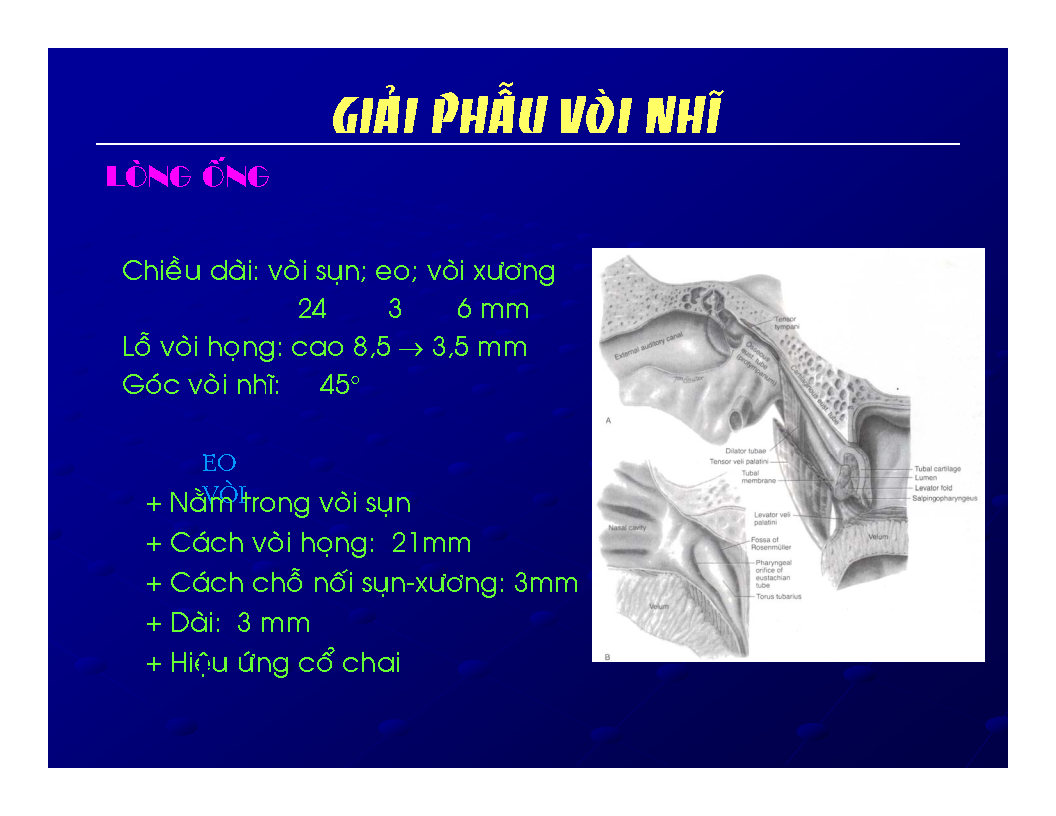 GIẢI PHẪU VÒI NHĨ
LÒNG ỐNG
Chiều dài: vòi sụn; eo; vòi xương
24 3 6 mm
Lỗ vòi họng: cao 8,5 → 3,5 mm
Góc vòi nhĩ: 45°
EO
VÒI
+ Nằm trong vòi sụn
+ Cách vòi họng: 21mm
+ Cách chỗ nối sụn-xương: 3mm
+ Dài: 3 mm
+ Hiệu ứng cổ chai
Tensor
tympani
External auditory canal
Osseous
eust tube
(protympanum)
Cartilaginous eust tube
A
Dilator tubae
Tensor veli palatini
Tubal
membrane
Tubal cartilage
Lumen
Levator fold
Salpingopharyngeus
Levator veli
palatini
Velum
Nasal cavity
Fossa of
Rosenmüller
Pharyngeal
orifice of
eustachian
tube
Torus tubarius
Velum
B